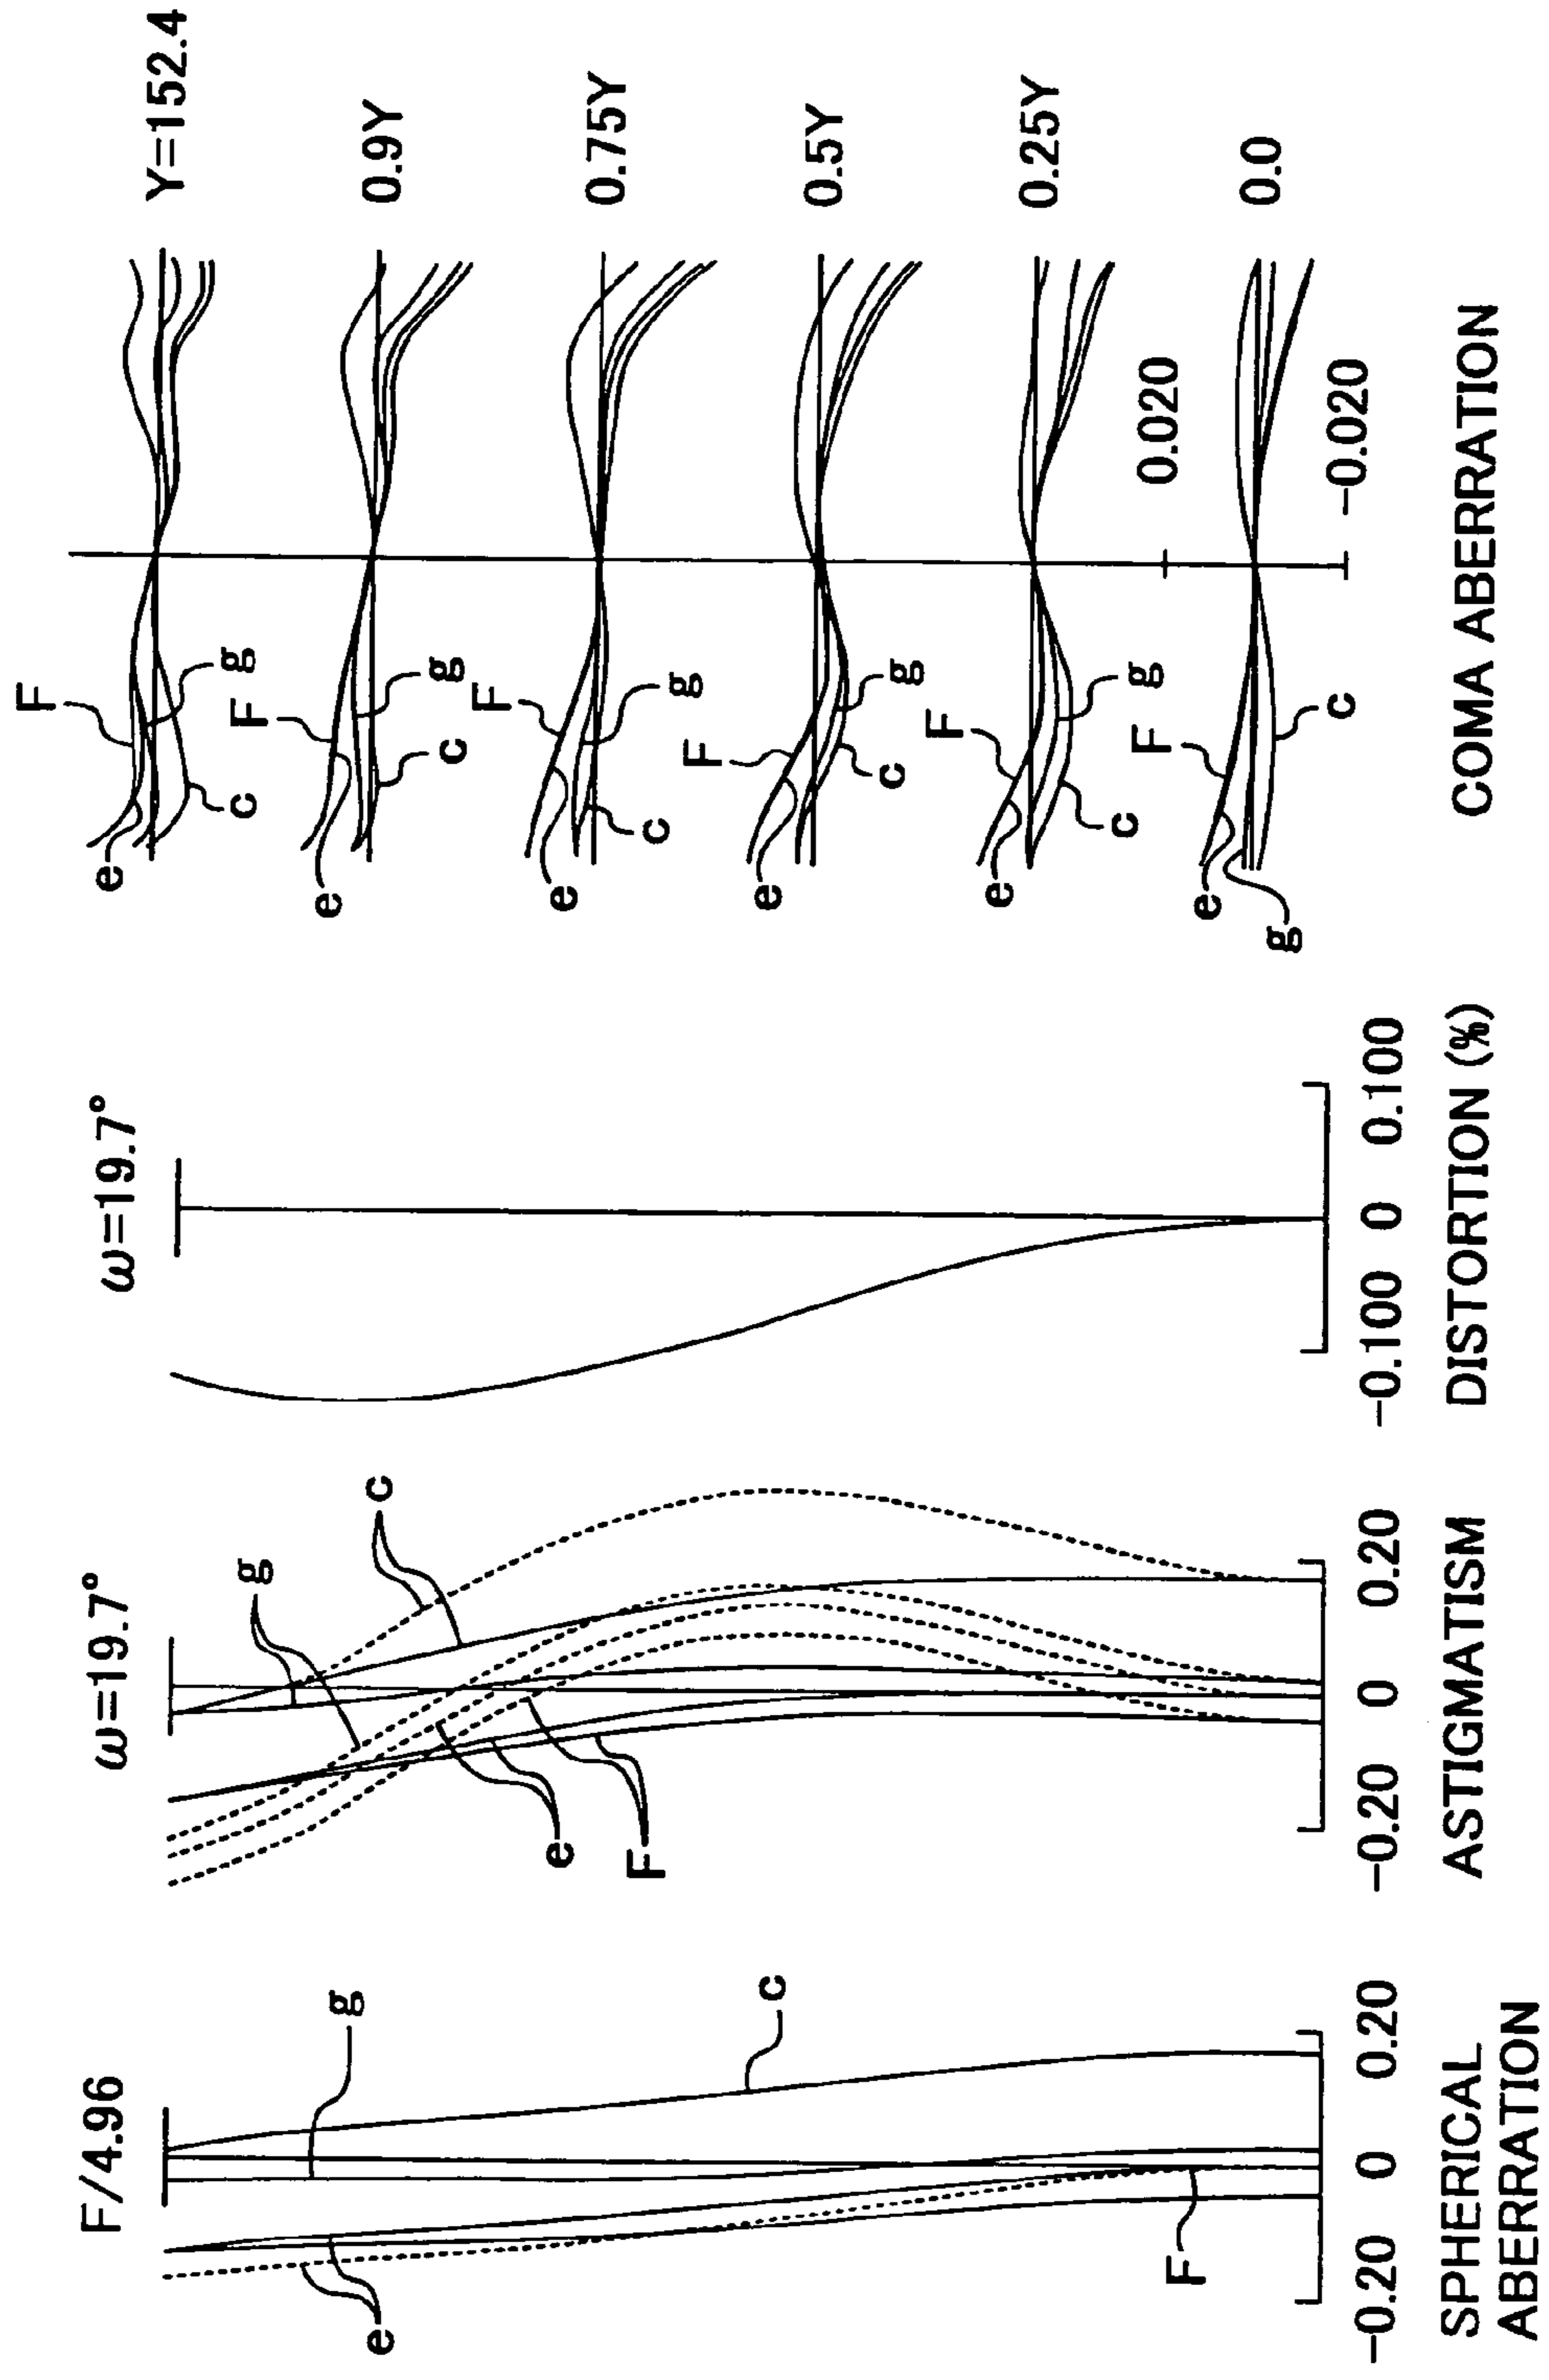 F/4.96
g
c
e
F
-0.20 0 0.20
SPHERICAL
ABERRATION
ω=19.7°
g
c
e
F
-0.20 0 0.20
ASTIGMATISM
ω=19.7°
-0.100 0 0.100
DISTORTION (%)
Y=152.4
F
g
e
c
0.9Y
F
g
e
c
0.75Y
F
g
e
c
0.5Y
F
g
e
c
0.25Y
F
g
e
c
0.020
0.0
F
e
g
c
-0.020
COMA ABERRATION